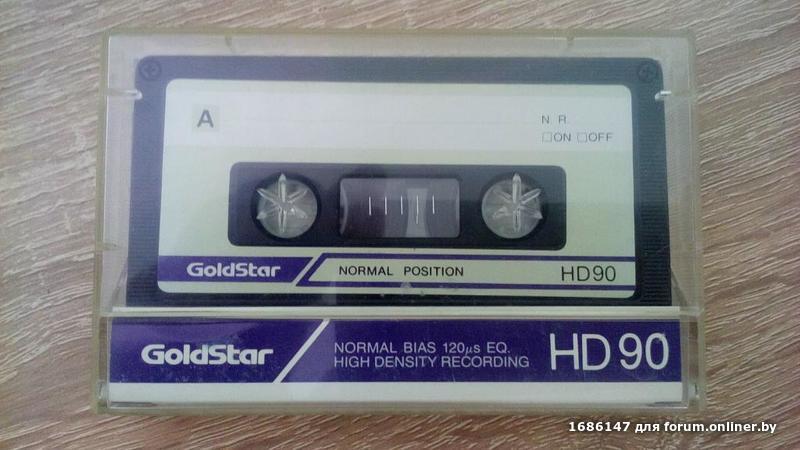 A
N R.
□ON □OFF
GoldStar NORMAL POSITION HD90
GoldStar NORMAL BIAS 120µs EQ. HD 90
HIGH DENSITY RECORDING
1686147 для forum.onliner.by